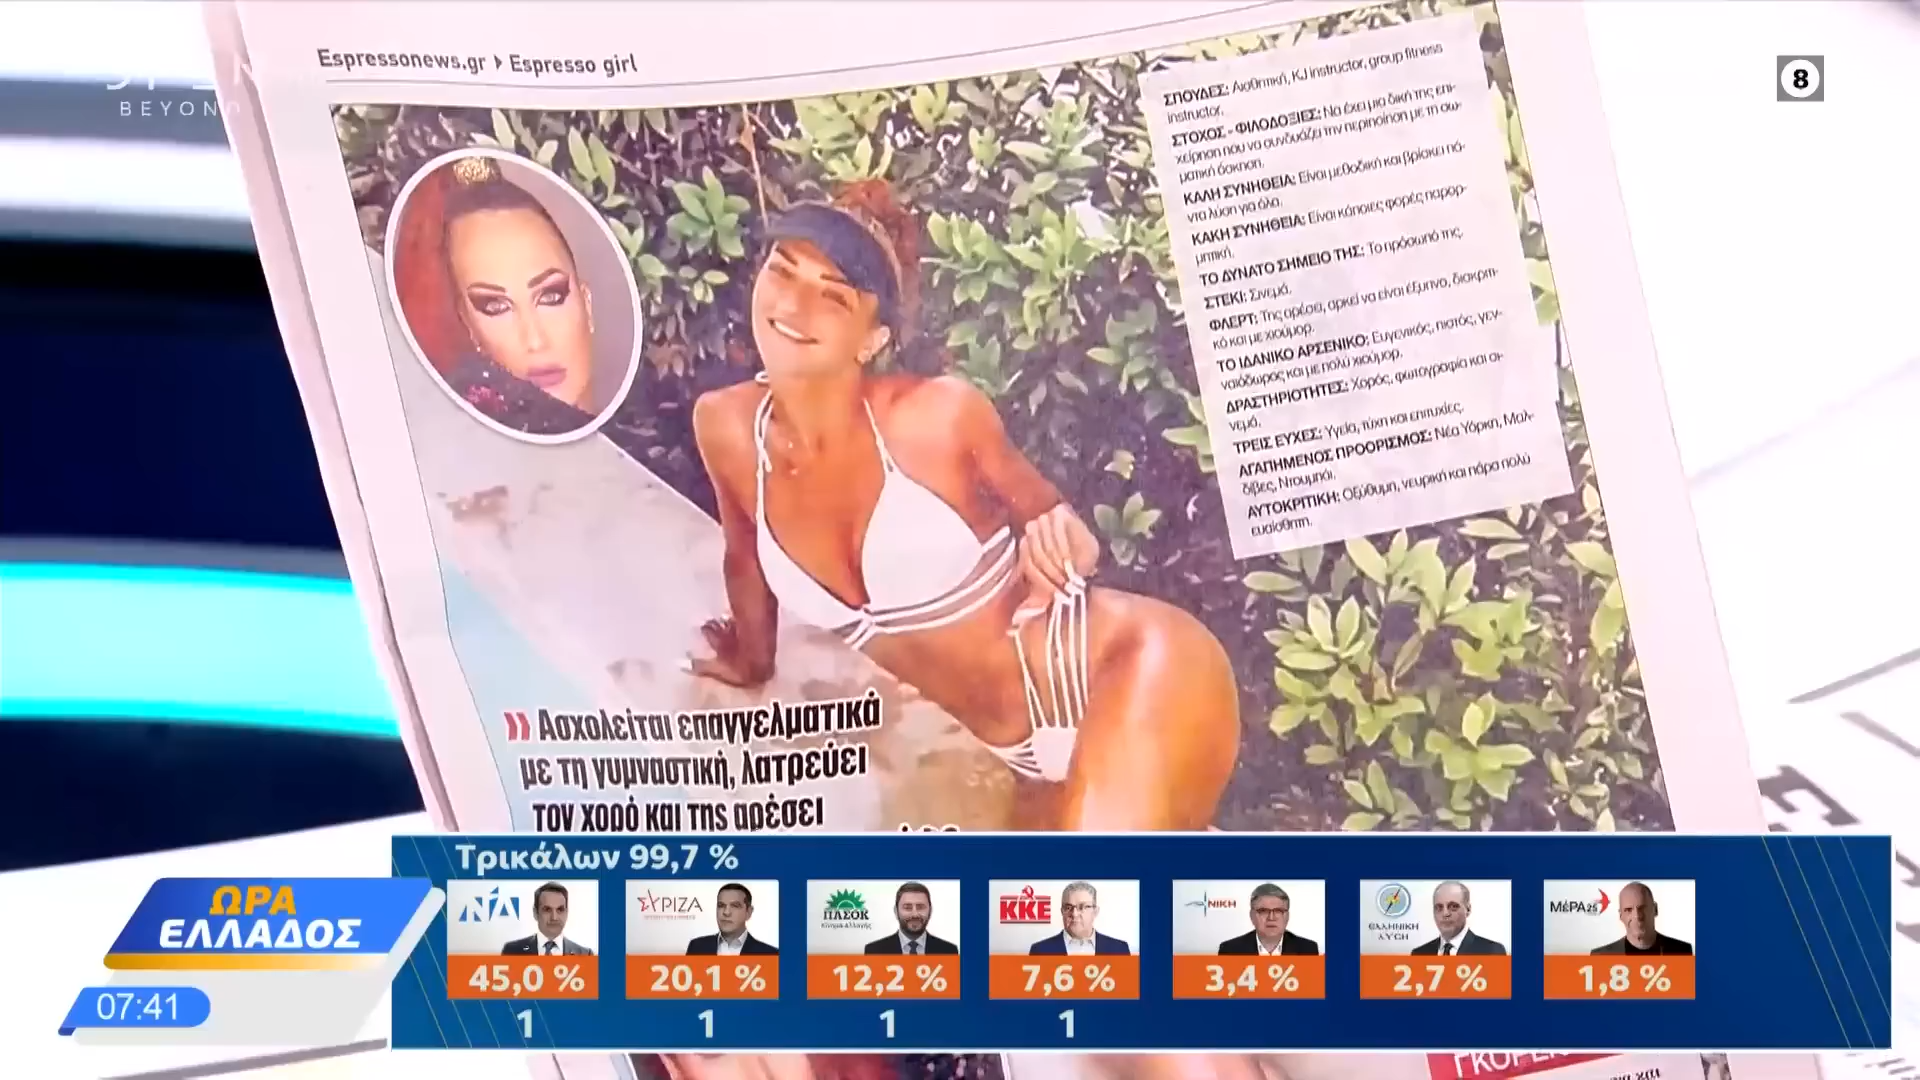 Espressonews.gr › Espresso girl
BEYOND
8
ΣΠΟΥΔΕΣ: Αισθητική, KJ instructor, group fitness
instructor.
ΣΤΟΧΟΣ - ΦΙΛΟΔΟΞΙΕΣ: Να έχει μια δική της επι-
χείρηση που να συνδυάζει την περιποίηση με τη σω-
ματική άσκηση.
ΚΑΛΗ ΣΥΝΗΘΕΙΑ: Είναι μεθοδική και βρίσκει πά-
ντα λύση για όλα.
ΚΑΚΗ ΣΥΝΗΘΕΙΑ: Είναι κάποιες φορές παρορ-
μητική.
ΤΟ ΔΥΝΑΤΟ ΣΗΜΕΙΟ ΤΗΣ: Το πρόσωπό της.
ΣΤΕΚΙ: Σινεμά.
ΦΛΕΡΤ: Της αρέσει, αρκεί να είναι έξυπνο, διακριτι-
κό και με χιούμορ.
ΤΟ ΙΔΑΝΙΚΟ ΑΡΣΕΝΙΚΟ: Ευγενικός, πιστός, γεν-
ναιόδωρος και με πολύ χιούμορ.
ΔΡΑΣΤΗΡΙΟΤΗΤΕΣ: Χορός, φωτογραφία και σι-
νεμά.
ΤΡΕΙΣ ΕΥΧΕΣ: Υγεία, τύχη και επιτυχίες.
ΑΓΑΠΗΜΕΝΟΣ ΠΡΟΟΡΙΣΜΟΣ: Νέα Υόρκη, Μαλ-
δίβες, Ντουμπάι.
ΑΥΤΟΚΡΙΤΙΚΗ: Οξύθυμη, νευρική και πάρα πολύ
ευαίσθητη.
» Ασχολείται επαγγελματικά
με τη γυμναστική, λατρεύει
τον χορό και της αρέσει
Τρικάλων 99,7 %
ΝΔ ΣΥΡΙΖΑ ΠΑΣΟΚ Κίνημα Αλλαγής ΚΚΕ ΝΙΚΗ ΕΛΛΗΝΙΚΗ ΛΥΣΗ ΜέΡΑ25
45,0 % 20,1 % 12,2 % 7,6 % 3,4 % 2,7 % 1,8 %
1 1 1 1
ΩΡΑ
ΕΛΛΑΔΟΣ
07:41